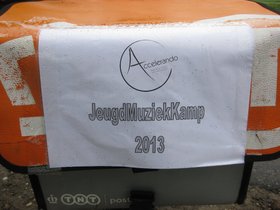 Accelerando
JeugdMuziekKamp
2013
TNT post